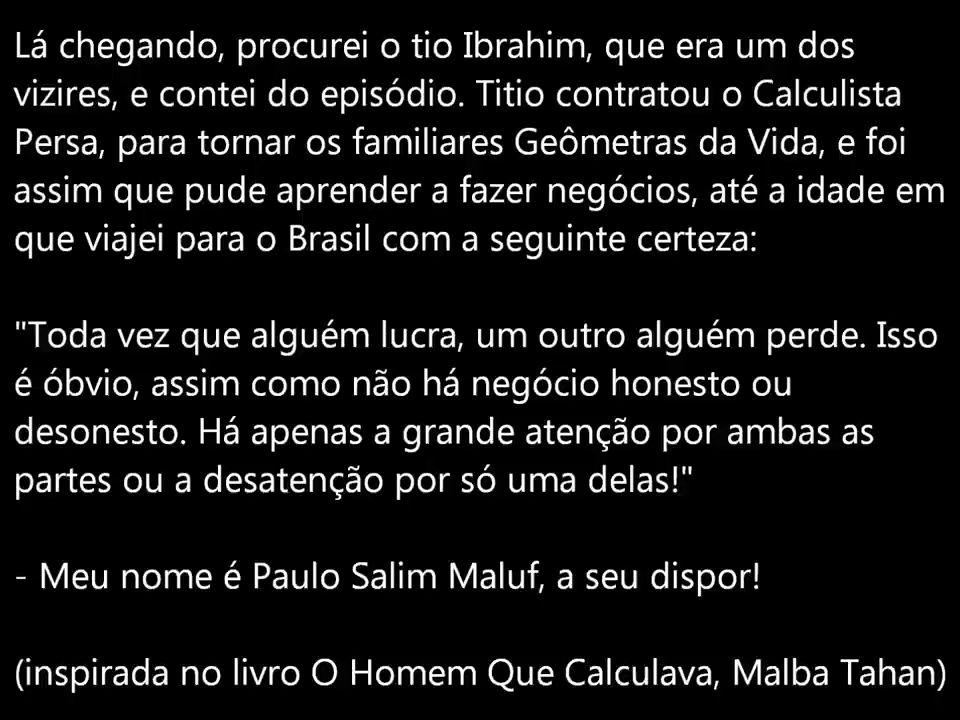 Lá chegando, procurei o tio Ibrahim, que era um dos
vizires, e contei do episódio. Titio contratou o Calculista
Persa, para tornar os familiares Geômetras da Vida, e foi
assim que pude aprender a fazer negócios, até a idade em
que viajei para o Brasil com a seguinte certeza:
"Toda vez que alguém lucra, um outro alguém perde. Isso
é óbvio, assim como não há negócio honesto ou
desonesto. Há apenas a grande atenção por ambas as
partes ou a desatenção por só uma delas!"
- Meu nome é Paulo Salim Maluf, a seu dispor!
(inspirada no livro O Homem Que Calculava, Malba Tahan)